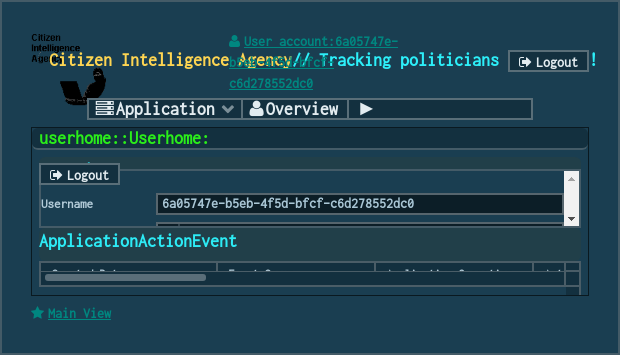 Citizen
Intelligence
Agency
User account:6a05747e-b5eb-4f5d-bfcf-c6d278552dc0
Citizen Intelligence Agency// Tracking politicians !
Logout
Application
Overview
userhome::Userhome:
Logout
Username
6a05747e-b5eb-4f5d-bfcf-c6d278552dc0
ApplicationActionEvent
Main View